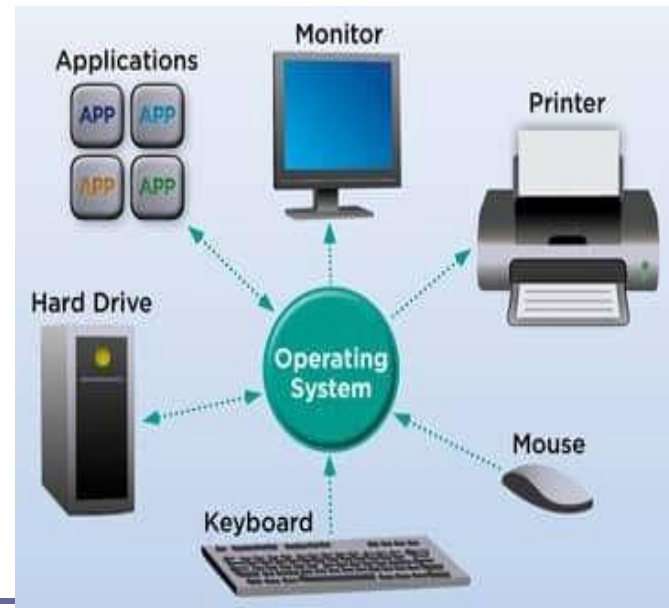 Monitor
Applications
APP APP
APP APP
Printer
Hard Drive
Operating
System
Mouse
Keyboard